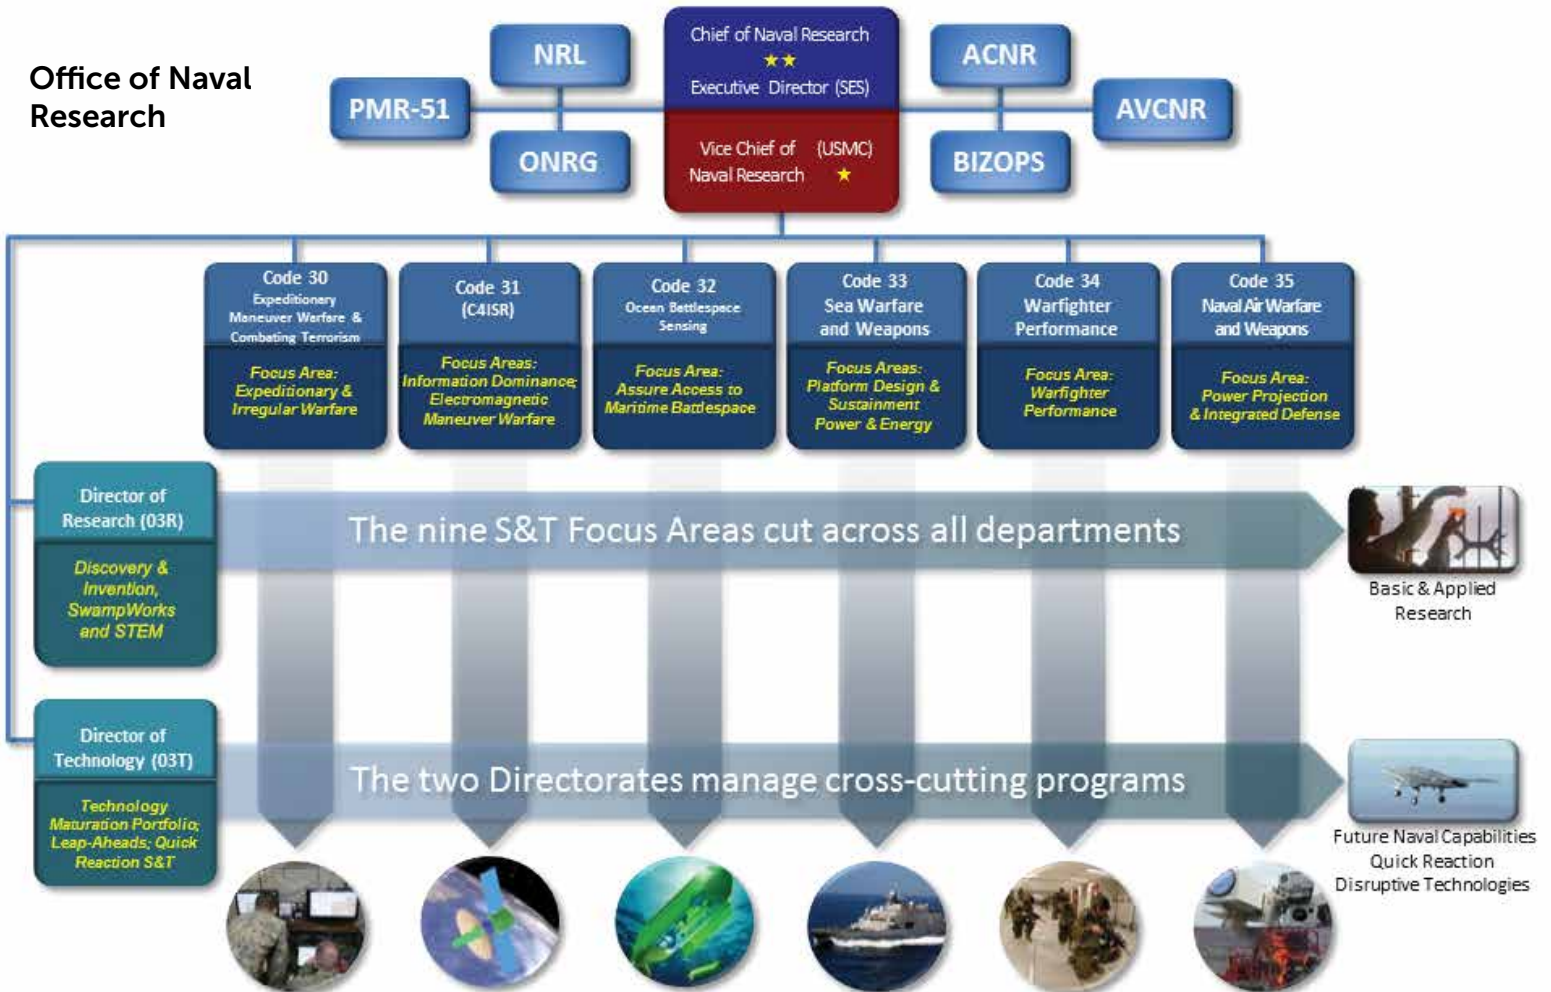 Office of Naval
Research
PMR-51
NRL
ONRG
Chief of Naval Research
Executive Director (SES)
Vice Chief of (USMC)
Naval Research
ACNR
BIZOPS
AVCNR
Code 30
Expeditionary
Maneuver Warfare &
Combating Terrorism
Focus Area:
Expeditionary &
Irregular Warfare
Code 31
(C4ISR)
Focus Areas:
Information Dominance;
Electromagnetic
Maneuver Warfare
Code 32
Ocean Battlespace
Sensing
Focus Area:
Assure Access to
Maritime Battlespace
Code 33
Sea Warfare
and Weapons
Focus Areas:
Platform Design &
Sustainment
Power & Energy
Code 34
Warfighter
Performance
Focus Area:
Warfighter
Performance
Code 35
Naval Air Warfare
and Weapons
Focus Area:
Power Projection
& Integrated Defense
Director of
Research (03R)
Discovery &
Invention,
SwampWorks
and STEM
The nine S&T Focus Areas cut across all departments
Basic & Applied
Research
Director of
Technology (03T)
Technology
Maturation Portfolio;
Leap-Aheads; Quick
Reaction S&T
The two Directorates manage cross-cutting programs
Future Naval Capabilities
Quick Reaction
Disruptive Technologies